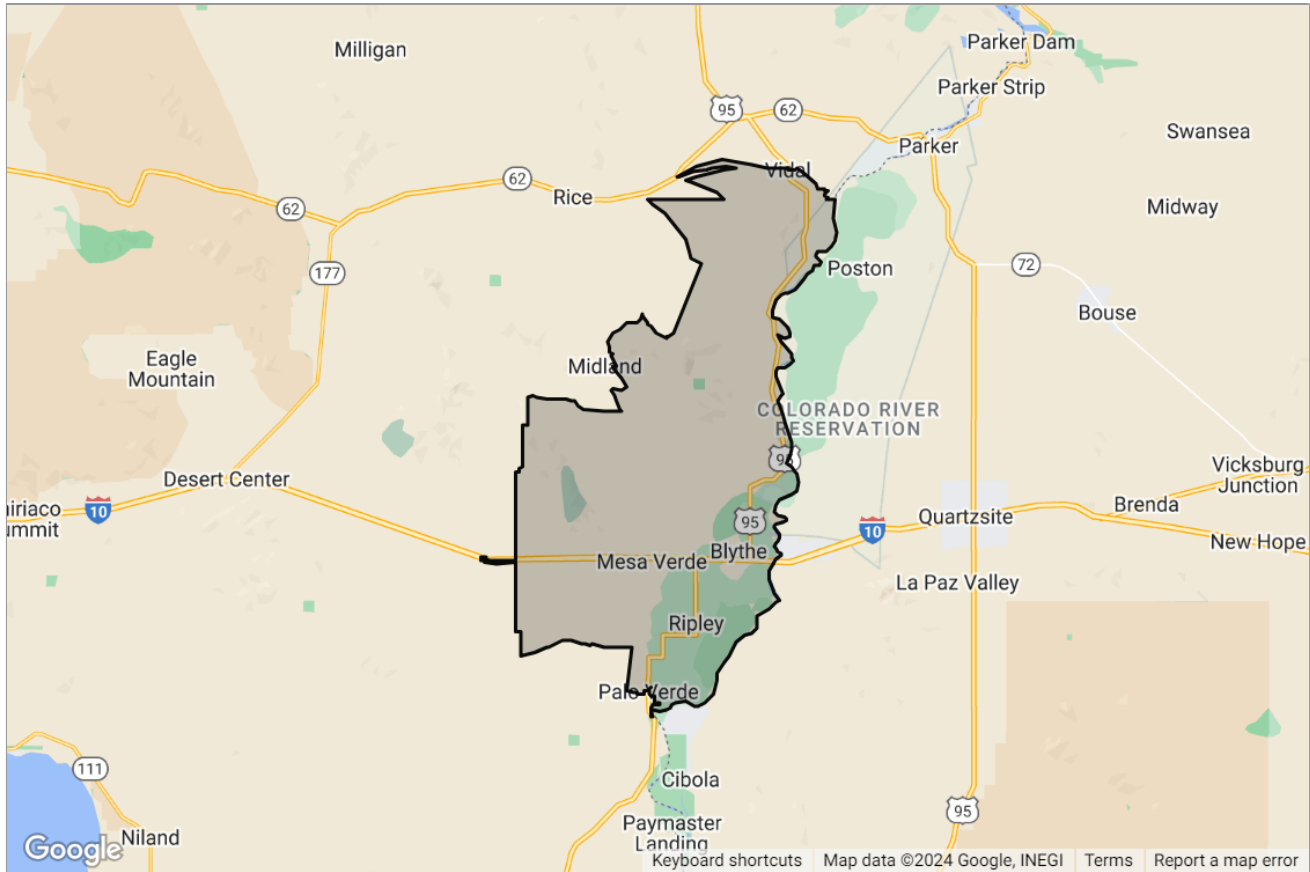 Milligan
Parker Dam
Parker Strip
95
62
Swansea
Parker
Vidal
62
Rice
62
Midway
177
Poston
72
Bouse
Eagle
Mountain
Midland
COLORADO RIVER
RESERVATION
95
Desert Center
Vicksburg
Junction
hiriaco
ummit
10
Brenda
Quartzsite
95
10
New Hope
Blythe
Mesa Verde
La Paz Valley
Ripley
Palo Verde
111
Cibola
95
Niland
Paymaster
Landing
Google
Keyboard shortcuts
Map data ©2024 Google, INEGI
Terms
Report a map error